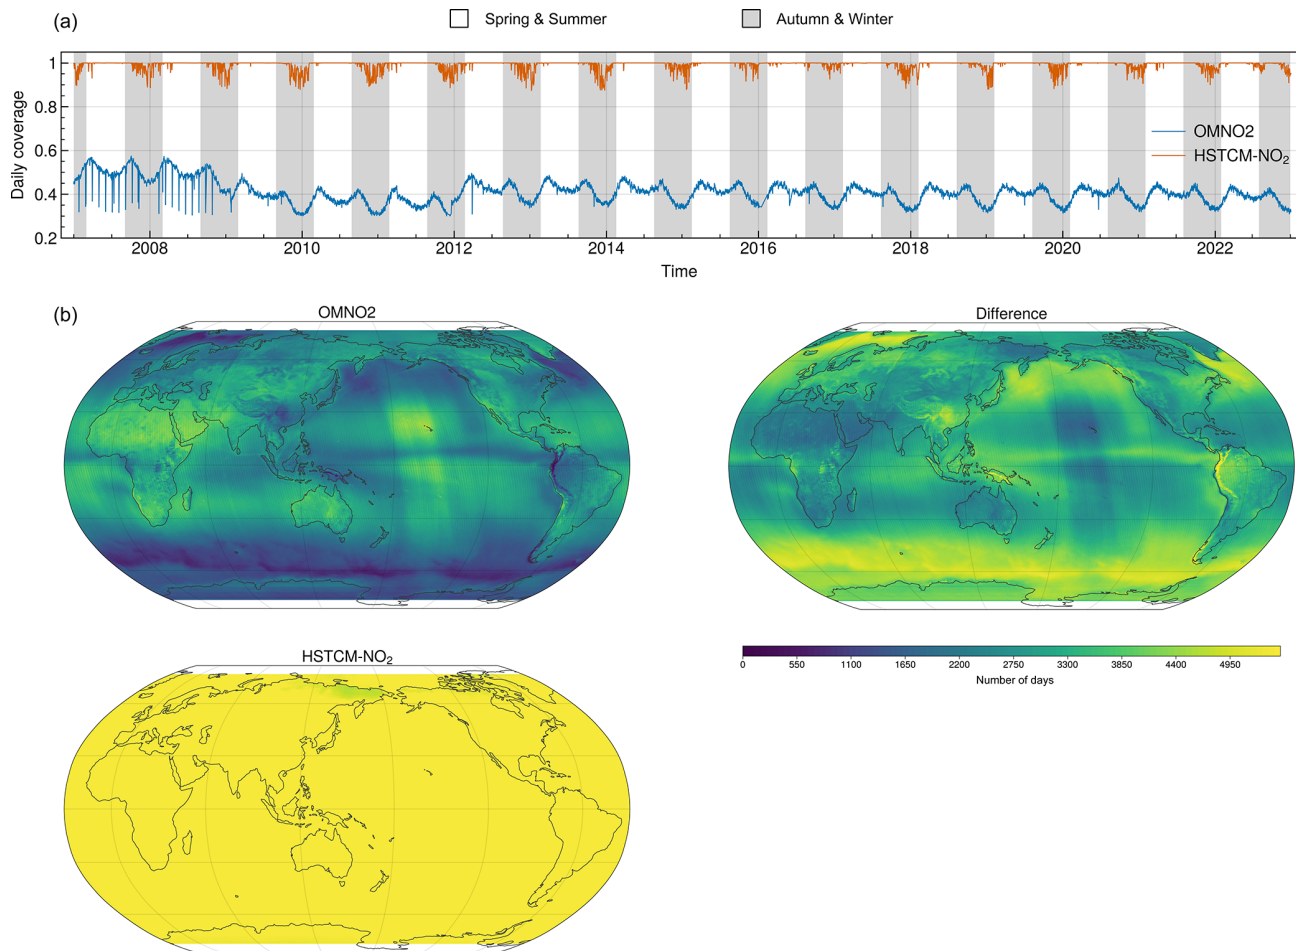 (a)
Spring & Summer
Autumn & Winter
Daily coverage
1
0.8
0.6
0.4
0.2
OMNO2
HSTCM-NO₂
2008
2010
2012
2014
2016
2018
2020
2022
Time
(b)
OMNO2
Difference
HSTCM-NO₂
0
550
1100
1650
2200
2750
3300
3850
4400
4950
Number of days